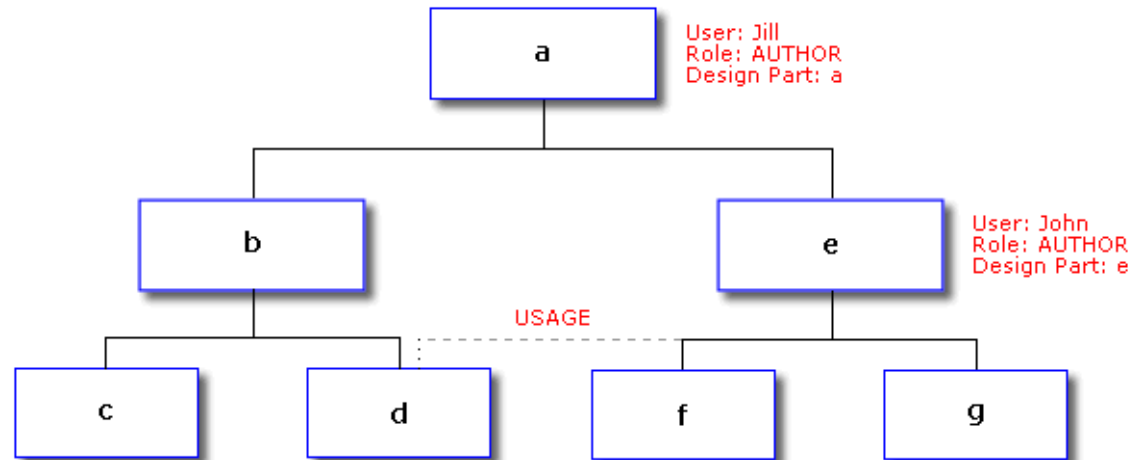 a
User: Jill
Role: AUTHOR
Design Part: a
b
e
User: John
Role: AUTHOR
Design Part: e
USAGE
c
d
f
g